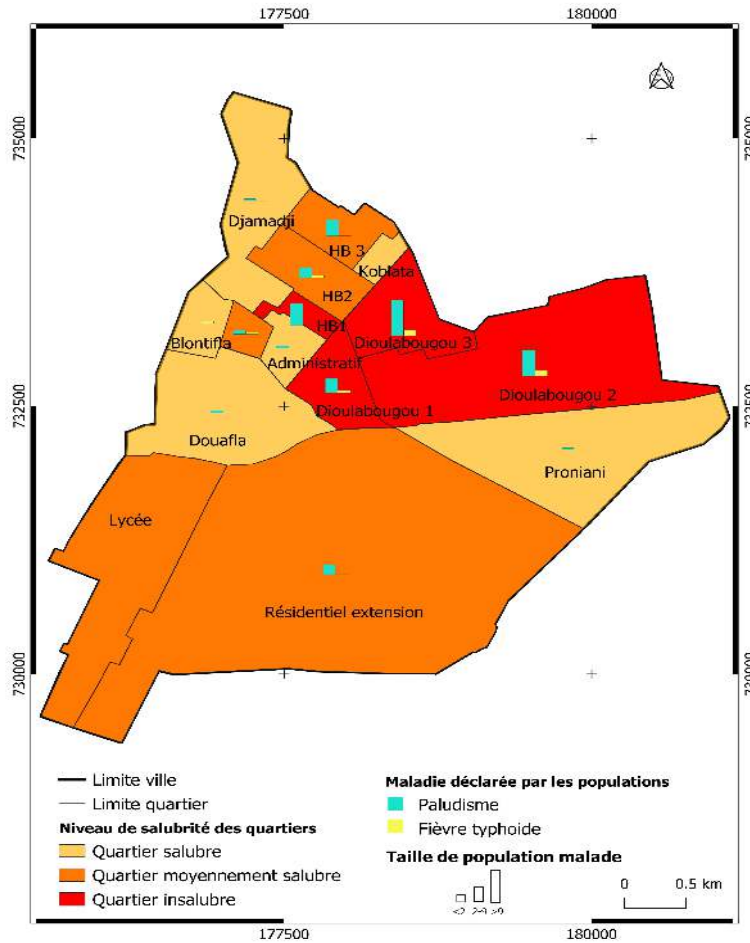 177500 180000
735000 735000
Djamadji
HB 3
Koblata
HB2
HB1
Blontifla
Dioulabougou 3
Administratif
Dioulabougou 2
Dioulabougou 1
732500 732500
Douafla
Proniani
Lycée
Résidentiel extension
730000
Limite ville
Limite quartier
Niveau de salubrité des quartiers
Quartier salubre
Quartier moyennement salubre
Quartier insalubre
Maladie déclarée par les populations
Paludisme
Fièvre typhoide
Taille de population malade
0 0.5 km
177500 180000